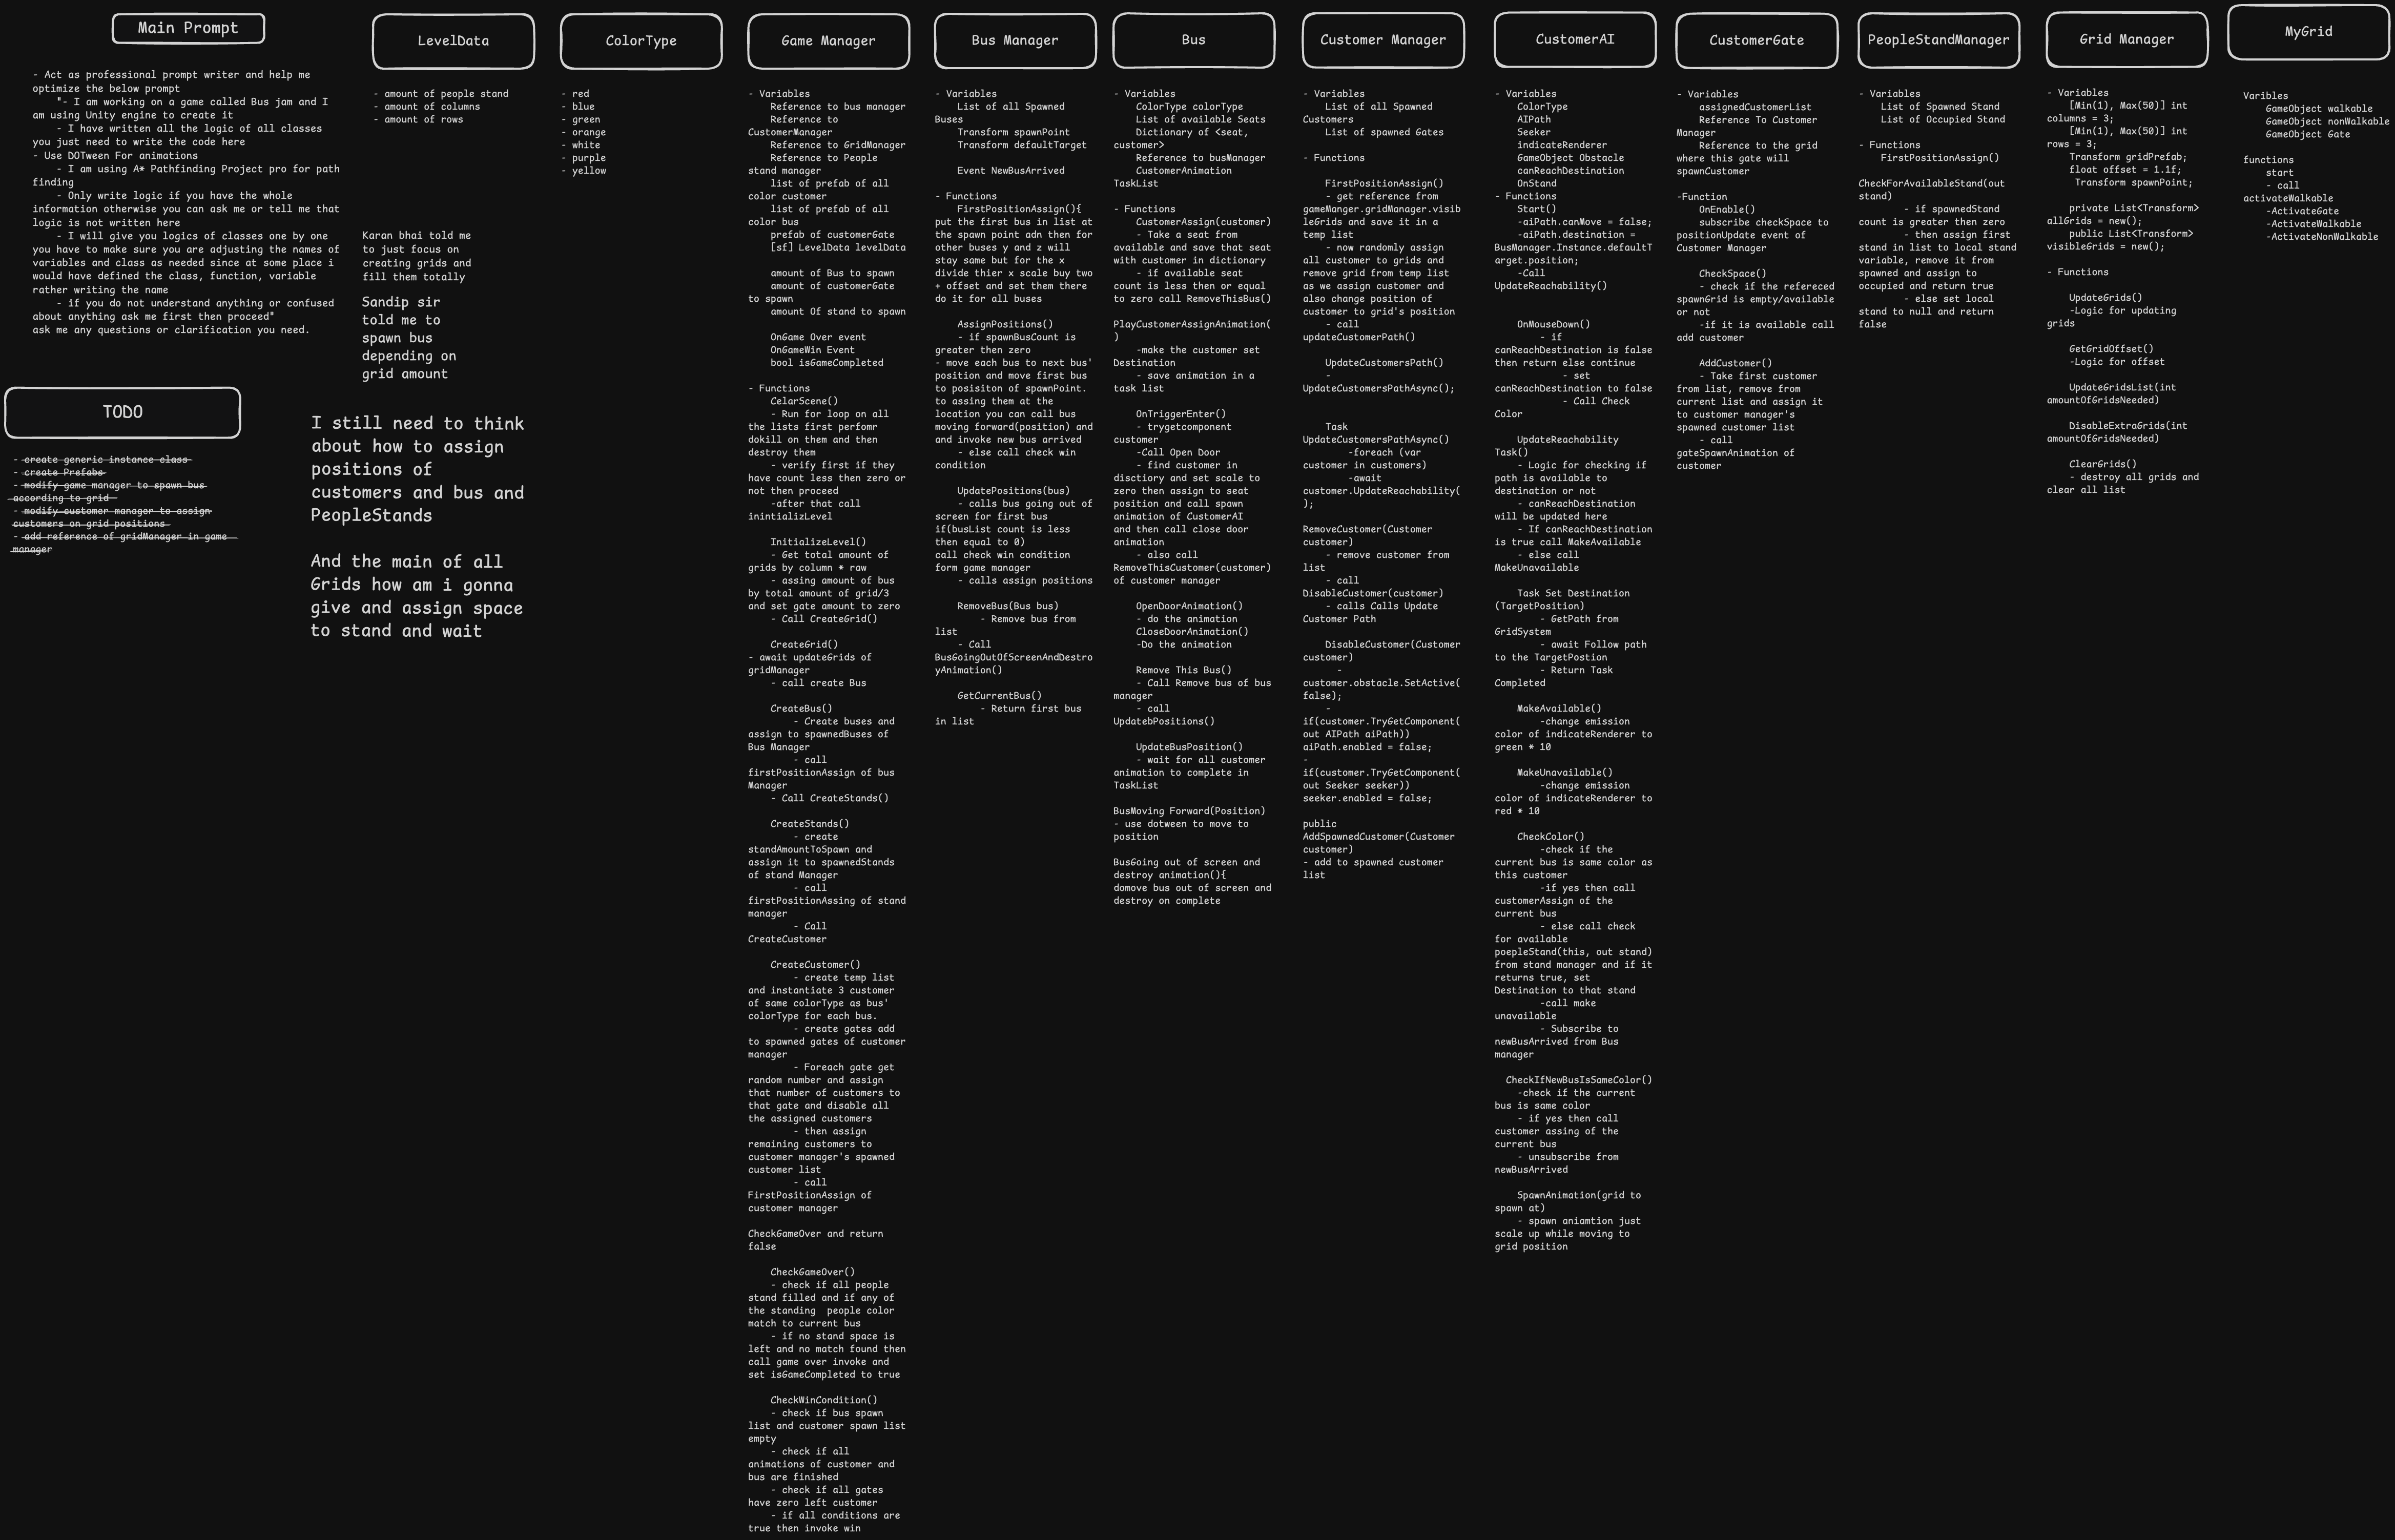 Main Prompt
- Act as professional prompt writer and help me
optimize the below prompt
"- I am working on a game called Bus jam and I
am using Unity engine to create it
- I have written all the logic of all classes
you just need to write the code here
- Use DOTween For animations
- I am using A* Pathfinding Project pro for path
finding
- Only write logic if you have the whole
information otherwise you can ask me or tell me that
logic is not written here
- I will give you logics of classes one by one
you have to make sure you are adjusting the names of
variables and class as needed since at some place i
would have defined the class, function, variable
rather writing the name
- if you do not understand anything or confused
about anything ask me first then proceed"
ask me any questions or clarification you need.
TODO
- create generic instance class
- create Prefabs
- modify game manager to spawn bus
according to grid
- modify customer manager to assign
customers on grid positions
- add reference of gridManager in game
manager
LevelData
- amount of people stand
- amount of columns
- amount of rows
Karan bhai told me
to just focus on
creating grids and
fill them totally
Sandip sir
told me to
spawn bus
depending on
grid amount
I still need to think
about how to assign
positions of
customers and bus and
PeopleStands
And the main of all
Grids how am i gonna
give and assign space
to stand and wait
ColorType
- red
- blue
- green
- orange
- white
- purple
- yellow
Game Manager
- Variables
Reference to bus manager
Reference to
CustomerManager
Reference to GridManager
Reference to People
stand manager
list of prefab of all
color customer
list of prefab of all
color bus
prefab of customerGate
[sf] LevelData levelData
amount of Bus to spawn
amount of customerGate
to spawn
amount Of stand to spawn
OnGame Over event
OnGameWin Event
bool isGameCompleted
- Functions
CelarScene()
- Run for loop on all
the lists first perfomr
dokill on them and then
destroy them
- verify first if they
have count less then zero or
not then proceed
-after that call
inintializLevel
InitializeLevel()
- Get total amount of
grids by column * raw
- assing amount of bus
by total amount of grid/3
and set gate amount to zero
- Call CreateGrid()
CreateGrid()
- await updateGrids of
gridManager
- call create Bus
CreateBus()
- Create buses and
assign to spawnedBuses of
Bus Manager
- call
firstPositionAssign of bus
Manager
- Call CreateStands()
CreateStands()
- create
standAmountToSpawn and
assign it to spawnedStands
of stand Manager
- call
firstPositionAssing of stand
manager
- Call
CreateCustomer
CreateCustomer()
- create temp list
and instantiate 3 customer
of same colorType as bus'
colorType for each bus.
- create gates add
to spawned gates of customer
manager
- Foreach gate get
random number and assign
that number of customers to
that gate and disable all
the assigned customers
- then assign
remaining customers to
customer manager's spawned
customer list
- call
FirstPositionAssign of
customer manager
CheckGameOver and return
false
CheckGameOver()
- check if all people
stand filled and if any of
the standing  people color
match to current bus
- if no stand space is
left and no match found then
call game over invoke and
set isGameCompleted to true
CheckWinCondition()
- check if bus spawn
list and customer spawn list
empty
- check if all
animations of customer and
bus are finished
- check if all gates
have zero left customer
- if all conditions are
true then invoke win
Bus Manager
- Variables
List of all Spawned
Buses
Transform spawnPoint
Transform defaultTarget
Event NewBusArrived
- Functions
FirstPositionAssign(){
put the first bus in list at
the spawn point adn then for
other buses y and z will
stay same but for the x
divide thier x scale buy two
+ offset and set them there
do it for all buses
AssignPositions()
- if spawnBusCount is
greater then zero
- move each bus to next bus'
position and move first bus
to posisiton of spawnPoint.
to assing them at the
location you can call bus
moving forward(position) and
and invoke new bus arrived
- else call check win
condition
UpdatePositions(bus)
- calls bus going out of
screen for first bus
if(busList count is less
then equal to 0)
call check win condition
form game manager
- calls assign positions
RemoveBus(Bus bus)
- Remove bus from
list
- Call
BusGoingOutOfScreenAndDestro
yAnimation()
GetCurrentBus()
- Return first bus
in list
Bus
- Variables
ColorType colorType
List of available Seats
Dictionary of <seat,
customer>
Reference to busManager
CustomerAnimation
TaskList
- Functions
CustomerAssign(customer)
- Take a seat from
available and save that seat
with customer in dictionary
- if available seat
count is less then or equal
to zero call RemoveThisBus()
PlayCustomerAssignAnimation(
)
-make the customer set
Destination
- save animation in a
task list
OnTriggerEnter()
- trygetcomponent
customer
-Call Open Door
- find customer in
disctiory and set scale to
zero then assign to seat
position and call spawn
animation of CustomerAI
and then call close door
animation
- also call
RemoveThisCustomer(customer)
of customer manager
OpenDoorAnimation()
- do the animation
CloseDoorAnimation()
-Do the animation
Remove This Bus()
- Call Remove bus of bus
manager
- call
UpdatebPositions()
UpdateBusPosition()
- wait for all customer
animation to complete in
TaskList
BusMoving Forward(Position)
- use dotween to move to
position
BusGoing out of screen and
destroy animation(){
domove bus out of screen and
destroy on complete
Customer Manager
- Variables
List of all Spawned
Customers
List of spawned Gates
- Functions
FirstPositionAssign()
- get reference from
gameManger.gridManager.visib
leGrids and save it in a
temp list
- now randomly assign
all customer to grids and
remove grid from temp list
as we assign customer and
also change position of
customer to grid's position
- call
updateCustomerPath()
UpdateCustomersPath()
-
UpdateCustomersPathAsync();
Task
UpdateCustomersPathAsync()
-foreach (var
customer in customers)
-await
customer.UpdateReachability(
);
RemoveCustomer(Customer
customer)
- remove customer from
list
- call
DisableCustomer(customer)
- calls Calls Update
Customer Path
DisableCustomer(Customer
customer)
-
customer.obstacle.SetActive(
false);
-
if(customer.TryGetComponent(
out AIPath aiPath))
aiPath.enabled = false;
-
if(customer.TryGetComponent(
out Seeker seeker))
seeker.enabled = false;
public
AddSpawnedCustomer(Customer
customer)
- add to spawned customer
list
CustomerAI
- Variables
ColorType
AIPath
Seeker
indicateRenderer
GameObject Obstacle
canReachDestination
OnStand
- Functions
Start()
-aiPath.canMove = false;
-aiPath.destination =
BusManager.Instance.defaultT
arget.position;
-Call
UpdateReachability()
OnMouseDown()
- if
canReachDestination is false
then return else continue
- set
canReachDestination to false
- Call Check
Color
UpdateReachability
Task()
- Logic for checking if
path is available to
destination or not
- canReachDestination
will be updated here
- If canReachDestination
is true call MakeAvailable
- else call
MakeUnavailable
Task Set Destination
(TargetPosition)
- GetPath from
GridSystem
- await Follow path
to the TargetPostion
- Return Task
Completed
MakeAvailable()
-change emission
color of indicateRenderer to
green * 10
MakeUnavailable()
-change emission
color of indicateRenderer to
red * 10
CheckColor()
-check if the
current bus is same color as
this customer
-if yes then call
customerAssign of the
current bus
- else call check
for available
poepleStand(this, out stand)
from stand manager and if it
returns true, set
Destination to that stand
-call make
unavailable
- Subscribe to
newBusArrived from Bus
manager
CheckIfNewBusIsSameColor()
-check if the current
bus is same color
- if yes then call
customer assing of the
current bus
- unsubscribe from
newBusArrived
SpawnAnimation(grid to
spawn at)
- spawn aniamtion just
scale up while moving to
grid position
CustomerGate
- Variables
assignedCustomerList
Reference To Customer
Manager
Reference to the grid
where this gate will
spawnCustomer
-Function
OnEnable()
subscribe checkSpace to
positionUpdate event of
Customer Manager
CheckSpace()
- check if the refereced
spawnGrid is empty/available
or not
-if it is available call
add customer
AddCustomer()
- Take first customer
from list, remove from
current list and assign it
to customer manager's
spawned customer list
- call
gateSpawnAnimation of
customer
PeopleStandManager
- Variables
List of Spawned Stand
List of Occupied Stand
- Functions
FirstPositionAssign()
CheckForAvailableStand(out
stand)
- if spawnedStand
count is greater then zero
- then assign first
stand in list to local stand
variable, remove it from
spawned and assign to
occupied and return true
- else set local
stand to null and return
false
Grid Manager
- Variables
[Min(1), Max(50)] int
columns = 3;
[Min(1), Max(50)] int
rows = 3;
Transform gridPrefab;
float offset = 1.1f;
Transform spawnPoint;
private List<Transform>
allGrids = new();
public List<Transform>
visibleGrids = new();
- Functions
UpdateGrids()
-Logic for updating
grids
GetGridOffset()
-Logic for offset
UpdateGridsList(int
amountOfGridsNeeded)
DisableExtraGrids(int
amountOfGridsNeeded)
ClearGrids()
- destroy all grids and
clear all list
MyGrid
Varibles
GameObject walkable
GameObject nonWalkable
GameObject Gate
functions
start
- call
activateWalkable
-ActivateGate
-ActivateWalkable
-ActivateNonWalkable